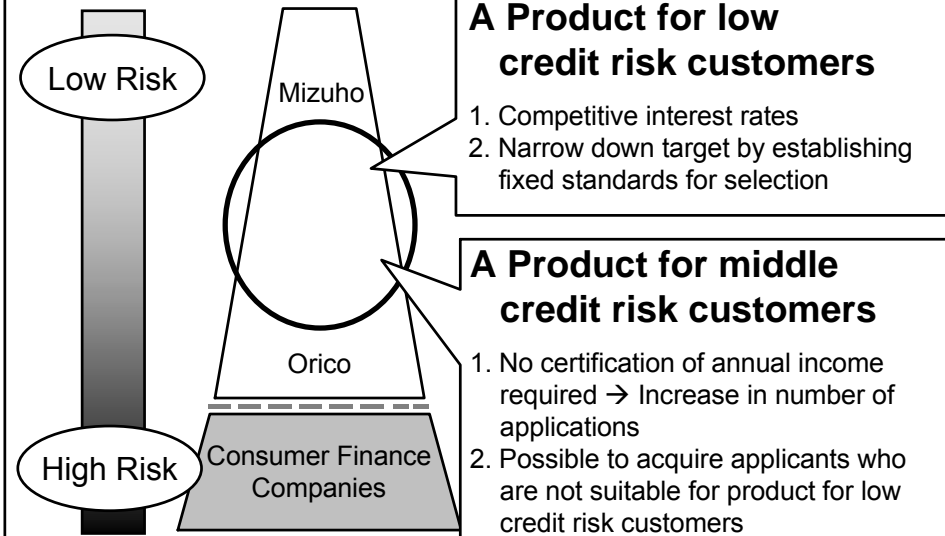 Low Risk
Mizuho
Orico
High Risk
Consumer Finance
Companies
A Product for low
credit risk customers
1. Competitive interest rates
2. Narrow down target by establishing
fixed standards for selection
A Product for middle
credit risk customers
1. No certification of annual income
required → Increase in number of
applications
2. Possible to acquire applicants who
are not suitable for product for low
credit risk customers